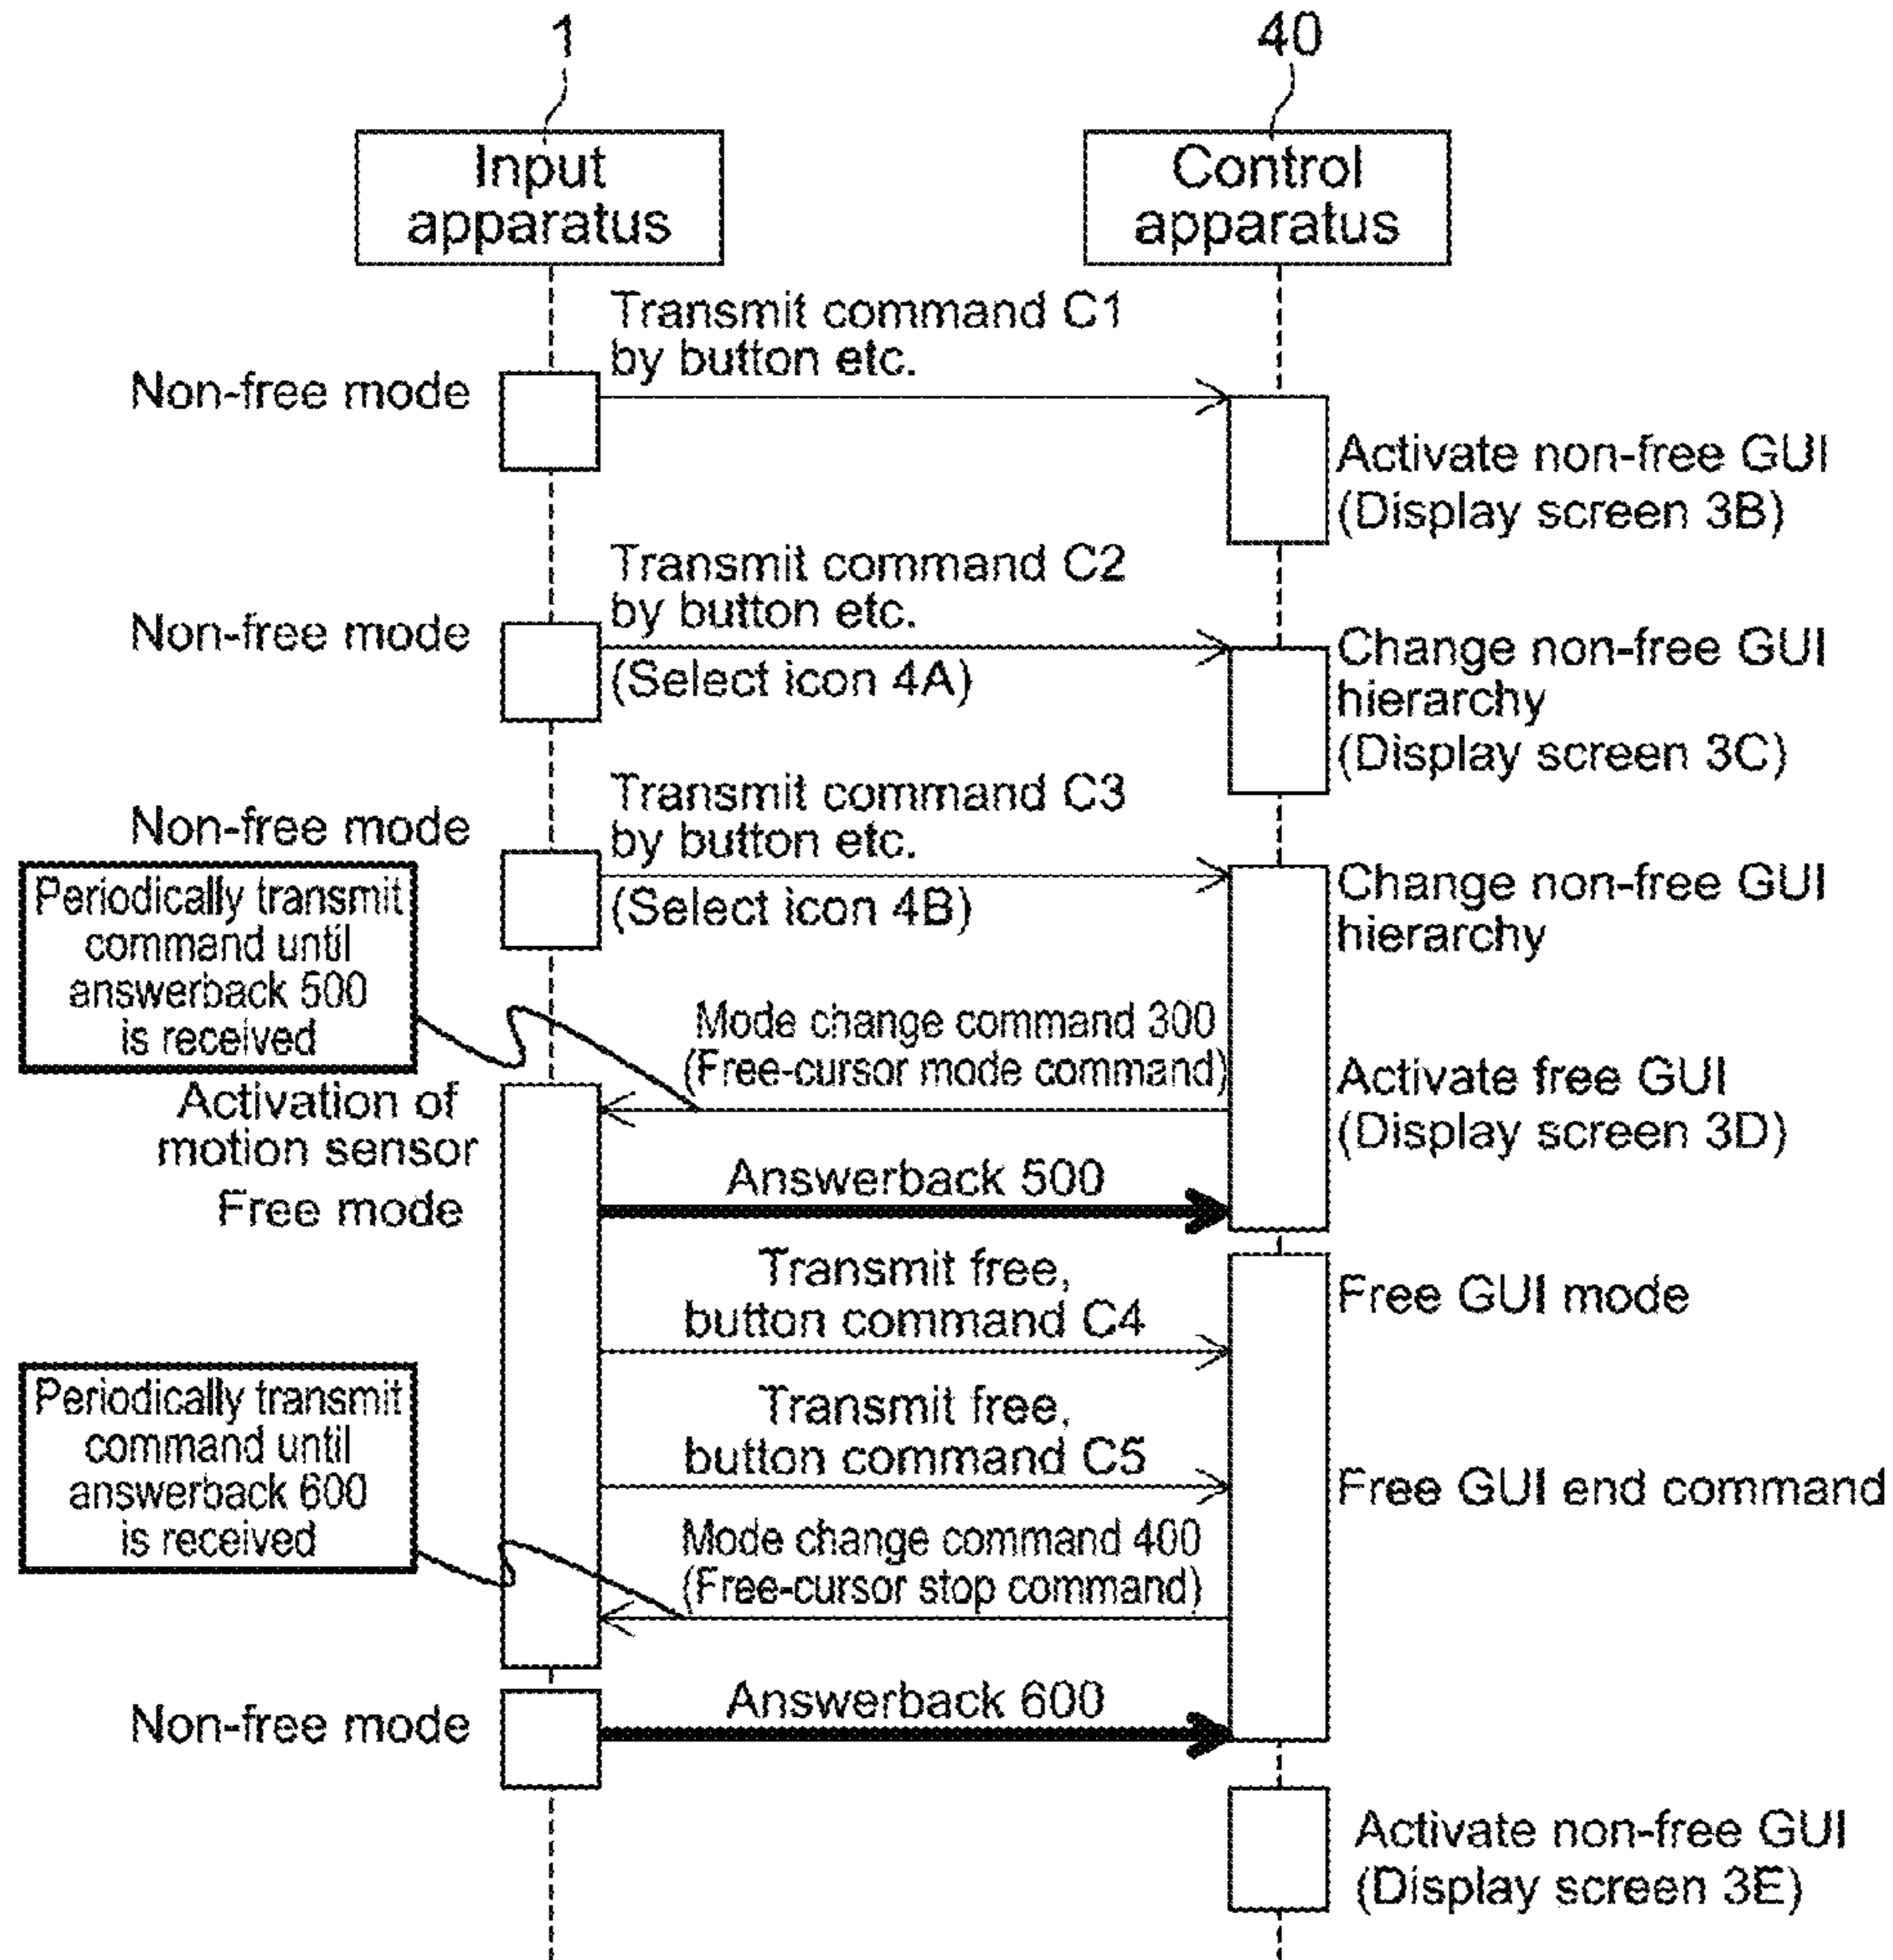 1
40
Input
apparatus
Control
apparatus
Transmit command C1
by button etc.
Non-free mode
Activate non-free GUI
(Display screen 3B)
Transmit command C2
by button etc.
Non-free mode
(Select icon 4A)
Change non-free GUI
hierarchy
(Display screen 3C)
Transmit command C3
by button etc.
Non-free mode
(Select icon 4B)
Change non-free GUI
hierarchy
Periodically transmit
command until
answerback 500
is received
Mode change command 300
(Free-cursor mode command)
Activate free GUI
(Display screen 3D)
Activation of
motion sensor
Free mode
Answerback 500
Transmit free,
button command C4
Free GUI mode
Periodically transmit
command until
answerback 600
is received
Transmit free,
button command C5
Free GUI end command
Mode change command 400
(Free-cursor stop command)
Non-free mode
Answerback 600
Activate non-free GUI
(Display screen 3E)